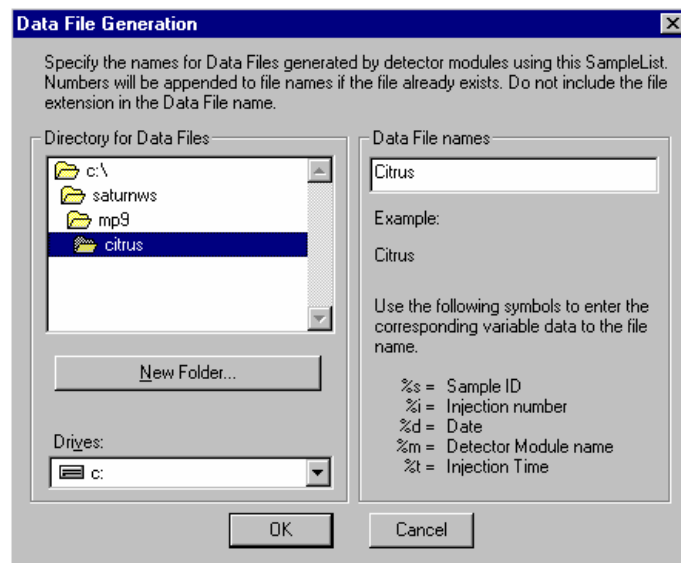 Data File Generation
Specify the names for Data Files generated by detector modules using this SampleList.
Numbers will be appended to file names if the file already exists. Do not include the file
extension in the Data File name.
Directory for Data Files
c:\
saturnws
mp9
citrus
New Folder...
Drives:
c:
Data File names
Citrus
Example:
Citrus
Use the following symbols to enter the
corresponding variable data to the file
name.
%s = Sample ID
%i = Injection number
%d = Date
%m = Detector Module name
%t = Injection Time
OK
Cancel